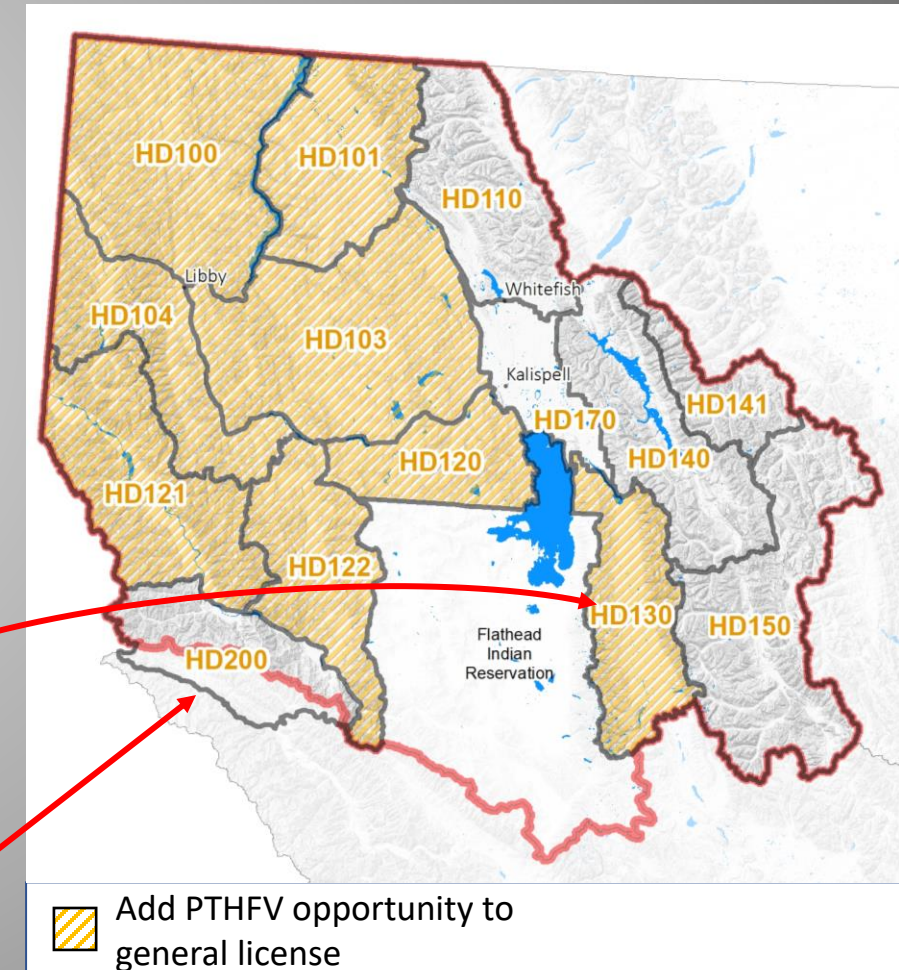 HD100
HD101
HD110
Libby
Whitefish
HD104
HD103
Kalispell
HD141
HD170
HD120
HD140
HD121
HD122
HD130
HD150
Flathead
Indian
Reservation
HD200
Add PTHFV opportunity to
general license